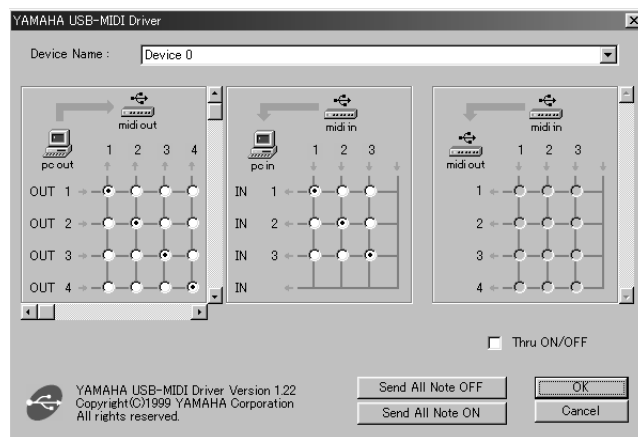 YAMAHA USB-MIDI Driver
Device Name : Device 0
midi out
pc out 1 2 3 4
OUT 1
OUT 2
OUT 3
OUT 4
midi in
pc in 1 2 3
IN 1
IN 2
IN 3
IN
midi in
midi out 1 2 3
1
2
3
4
Thru ON/OFF
YAMAHA USB-MIDI Driver Version 1.22
Copyright(C)1999 YAMAHA Corporation
All rights reserved.
Send All Note OFF
Send All Note ON
OK
Cancel